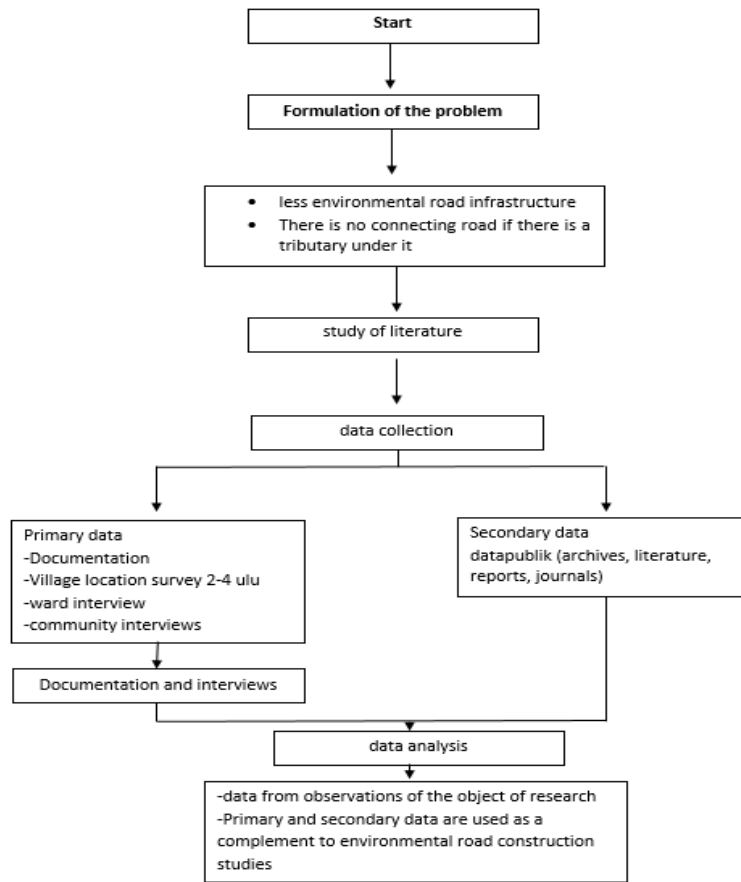 Start
Formulation of the problem
• less environmental road infrastructure
• There is no connecting road if there is a
tributary under it
study of literature
data collection
Primary data
-Documentation
-Village location survey 2-4 ulu
-ward interview
-community interviews
Secondary data
datapublik (archives, literature,
reports, journals)
Documentation and interviews
data analysis
-data from observations of the object of research
-Primary and secondary data are used as a
complement to environmental road construction
studies